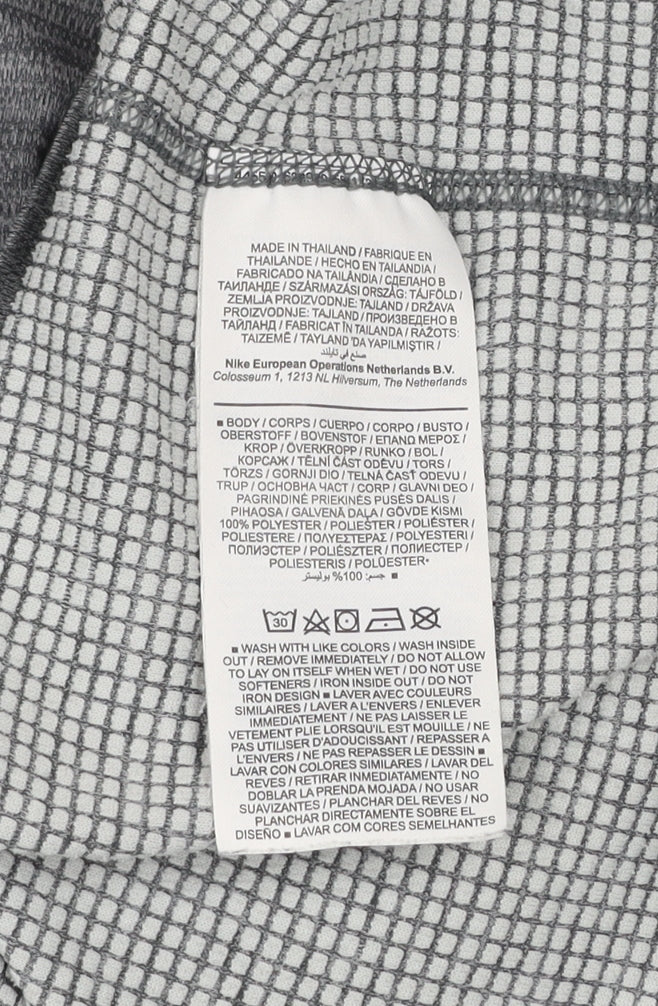 MADE IN THAILAND / FABRIQUE EN
THAILANDE / HECHO EN TAILANDIA /
FABRICADO NA TAILÂNDIA / СДЕЛАНО В
ТАИЛАНДЕ / SZÁRMAZÁSI ORSZÁG: TÁJFÖLD /
ZEMLJA PROIZVODNJE: TAJLAND / DRŽAVA
PROIZVODNJE: TAJLAND / ПРОИЗВЕДЕНО В
ТАЙЛАНД / FABRICAT ÎN TAILANDA / RAŽOTS:
TAIZEMĒ / TAYLAND 'DA YAPILMIŞTIR /
صنع في تايلند
Nike European Operations Netherlands B.V.
Colosseum 1, 1213 NL Hilversum, The Netherlands
■ BODY / CORPS / CUERPO / CORPO / BUSTO /
OBERSTOFF / BOVENSTOF / ΕΠΑΝΩ ΜΕΡΟΣ /
KROP / ÖVERKROPP / RUNKO / BOL /
КОРСАЖ / TĚLNÍ ČÁST ODĚVU / TORS /
TÖRZS / GORNJI DIO / TELNÁ ČASŤ ODEVU /
TRUP / ОСНОВНА ЧАСТ / CORP / GLAVNI DEO /
PAGRINDINĖ PRIEKINĖS PUSĖS DALIS /
PIHAOSA / GALVENĀ DAĻA / GÖVDE KISMI
100% POLYESTER / POLIESTER / POLIÉSTER /
POLIESTERE / ΠΟΛΥΕΣΤΕΡΑΣ / POLYESTERI /
ПОЛИЭСТЕР / POLIÉSZTER / ПОЛИЕСТЕР /
POLIESTERIS / POLÜESTER*
■ جسم: 100% بوليستر
30
■ WASH WITH LIKE COLORS / WASH INSIDE
OUT / REMOVE IMMEDIATELY / DO NOT ALLOW
TO LAY ON ITSELF WHEN WET / DO NOT USE
SOFTENERS / IRON INSIDE OUT / DO NOT
IRON DESIGN ■ LAVER AVEC COULEURS
SIMILAIRES / LAVER A L'ENVERS / ENLEVER
IMMEDIATEMENT / NE PAS LAISSER LE
VETEMENT PLIE LORSQU'IL EST MOUILLE / NE
PAS UTILISER D'ADOUCISSANT / REPASSER A
L'ENVERS / NE PAS REPASSER LE DESSIN ■
LAVAR CON COLORES SIMILARES / LAVAR DEL
REVES / RETIRAR INMEDIATAMENTE / NO
DOBLAR LA PRENDA MOJADA / NO USAR
SUAVIZANTES / PLANCHAR DEL REVES / NO
PLANCHAR DIRECTAMENTE SOBRE EL
DISEÑO ■ LAVAR COM CORES SEMELHANTES